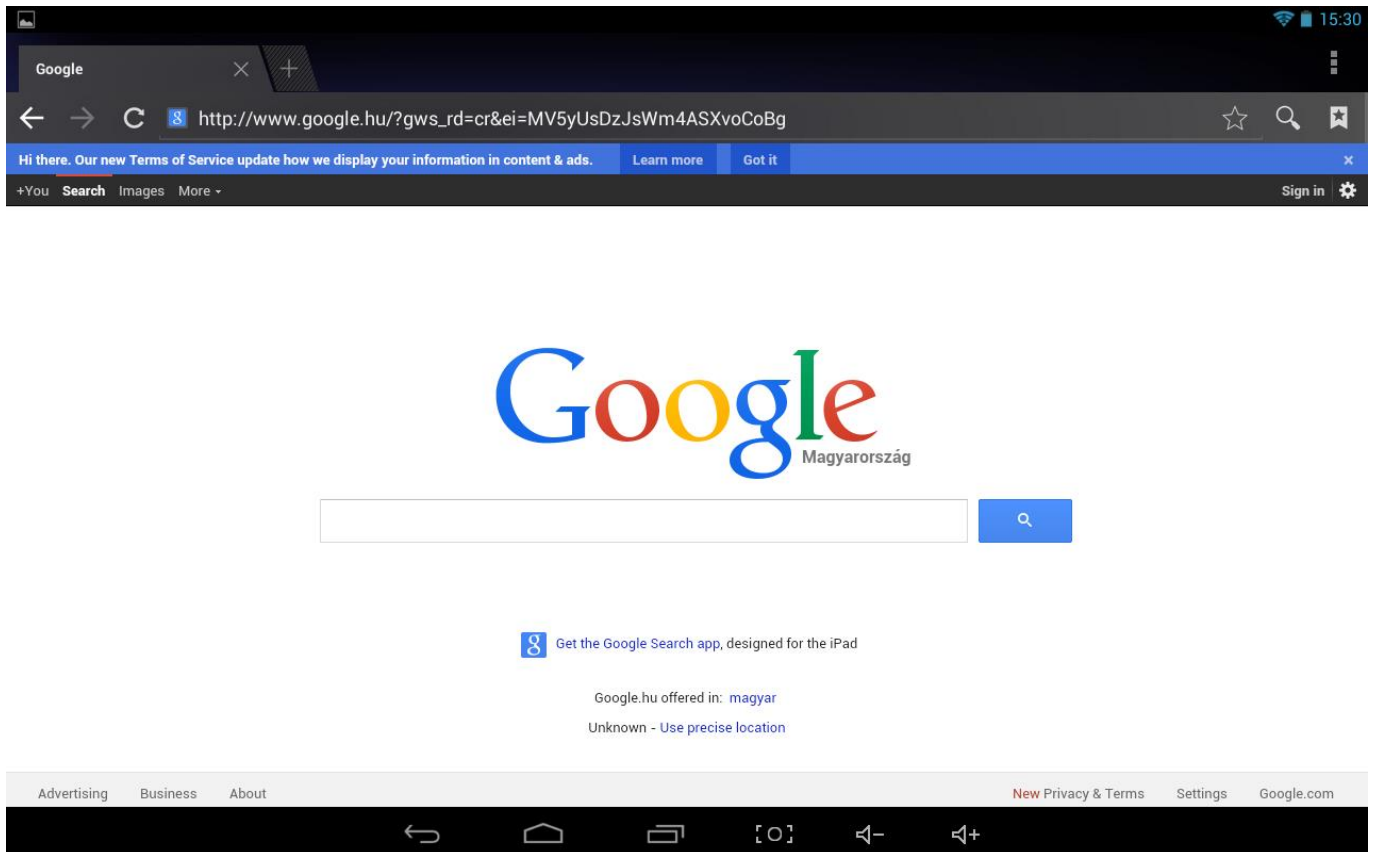 15:30
Google
http://www.google.hu/?gws_rd=cr&ei=MV5yUsDzJsWm4ASXvoCoBg
Hi there. Our new Terms of Service update how we display your information in content & ads. Learn more Got it
+You Search Images More Sign in
Google
Magyarország
8 Get the Google Search app, designed for the iPad
Google.hu offered in: magyar
Unknown - Use precise location
Advertising Business About New Privacy & Terms Settings Google.com